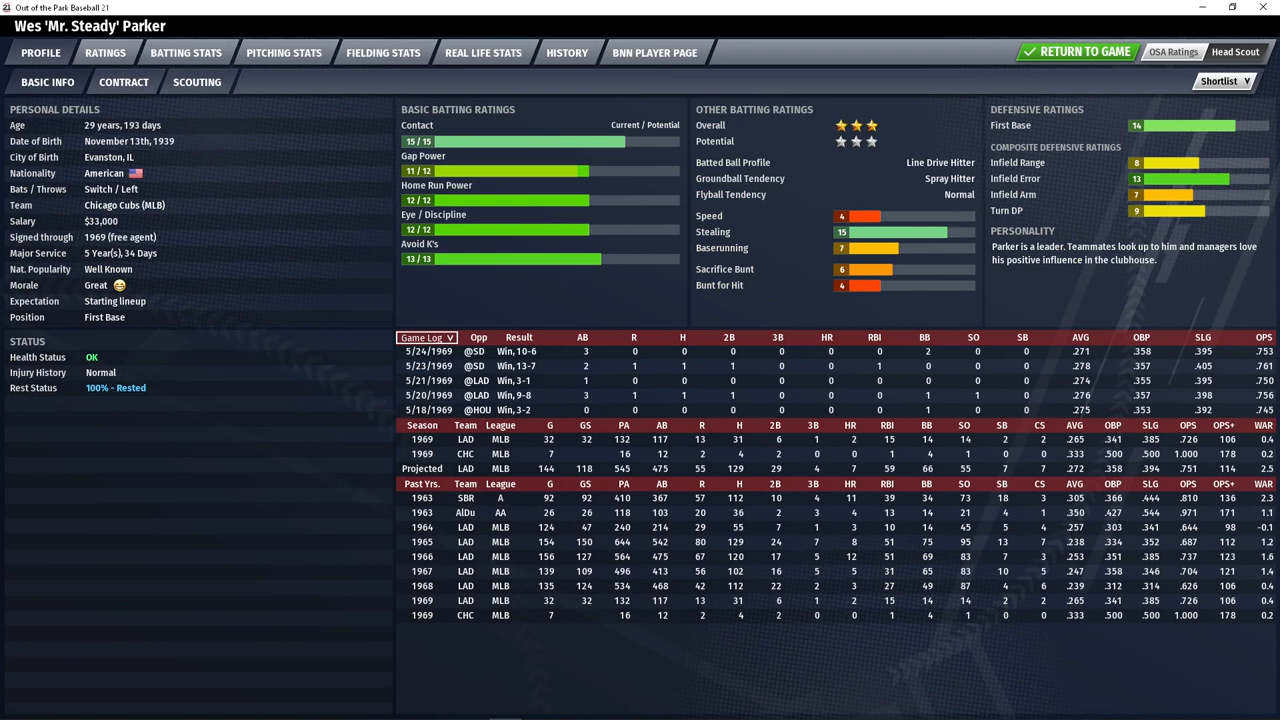 21 Out of the Park Baseball 21
Wes 'Mr. Steady' Parker
PROFILE RATINGS BATTING STATS PITCHING STATS FIELDING STATS REAL LIFE STATS HISTORY BNN PLAYER PAGE RETURN TO GAME OSA Ratings Head Scout
BASIC INFO CONTRACT SCOUTING Shortlist V
PERSONAL DETAILS
Age 29 years, 193 days
Date of Birth November 13th, 1939
City of Birth Evanston, IL
Nationality American
Bats / Throws Switch / Left
Team Chicago Cubs (MLB)
Salary $33,000
Signed through 1969 (free agent)
Major Service 5 Year(s), 34 Days
Nat. Popularity Well Known
Morale Great
Expectation Starting lineup
Position First Base
STATUS
Health Status OK
Injury History Normal
Rest Status 100% - Rested
BASIC BATTING RATINGS
Contact Current / Potential
15 / 15
Gap Power
11 / 12
Home Run Power
12 / 12
Eye / Discipline
12 / 12
Avoid K's
13 / 13
OTHER BATTING RATINGS
Overall
Potential
Batted Ball Profile Line Drive Hitter
Groundball Tendency Spray Hitter
Flyball Tendency Normal
Speed 4
Stealing 15
Baserunning 7
Sacrifice Bunt 6
Bunt for Hit 4
DEFENSIVE RATINGS
First Base 14
COMPOSITE DEFENSIVE RATINGS
Infield Range 8
Infield Error 13
Infield Arm 7
Turn DP 9
PERSONALITY
Parker is a leader. Teammates look up to him and managers love
his positive influence in the clubhouse.
Game Log V Opp Result AB R H 2B 3B HR RBI BB SO SB AVG OBP SLG OPS
5/24/1969 @SD Win, 10-6 3 0 0 0 0 0 0 2 0 0 .271 .358 .395 .753
5/23/1969 @SD Win, 13-7 2 1 1 1 0 0 1 0 0 0 .278 .357 .405 .761
5/21/1969 @LAD Win, 3-1 1 0 0 0 0 0 0 0 0 0 .274 .355 .395 .750
5/20/1969 @LAD Win, 9-8 3 1 1 1 0 0 0 1 1 0 .276 .357 .398 .756
5/18/1969 @HOU Win, 3-2 0 0 0 0 0 0 0 1 0 0 .275 .353 .392 .745
Season Team League G GS PA AB R H 2B 3B HR RBI BB SO SB CS AVG OBP SLG OPS OPS+ WAR
1969 LAD MLB 32 32 132 117 13 31 6 1 2 15 14 14 2 2 .265 .341 .385 .726 106 0.4
1969 CHC MLB 7 16 12 2 4 2 0 0 1 4 1 0 0 .333 .500 .500 1.000 178 0.2
Projected LAD MLB 144 118 545 475 55 129 29 4 7 59 66 55 7 7 .272 .358 .394 .751 114 2.5
Past Yrs. Team League G GS PA AB R H 2B 3B HR RBI BB SO SB CS AVG OBP SLG OPS OPS+ WAR
1963 SBR A 92 92 410 367 57 112 10 4 11 39 34 73 18 3 .305 .366 .444 .810 136 2.3
1963 AlDu AA 26 26 118 103 20 36 2 3 4 13 14 21 4 1 .350 .427 .544 .971 171 1.1
1964 LAD MLB 124 47 240 214 29 55 7 1 3 10 14 45 5 4 .257 .303 .341 .644 98 -0.1
1965 LAD MLB 154 150 644 542 80 129 24 7 8 51 75 95 13 7 .238 .334 .352 .687 112 1.2
1966 LAD MLB 156 127 564 475 67 120 17 5 12 51 69 83 7 3 .253 .351 .385 .737 123 1.6
1967 LAD MLB 139 109 496 413 56 102 16 5 5 31 65 83 10 5 .247 .358 .346 .704 121 1.4
1968 LAD MLB 135 124 534 468 42 112 22 2 3 27 49 87 4 6 .239 .312 .314 .626 106 0.4
1969 LAD MLB 32 32 132 117 13 31 6 1 2 15 14 14 2 2 .265 .341 .385 .726 106 0.4
1969 CHC MLB 7 16 12 2 4 2 0 0 1 4 1 0 0 .333 .500 .500 1.000 178 0.2